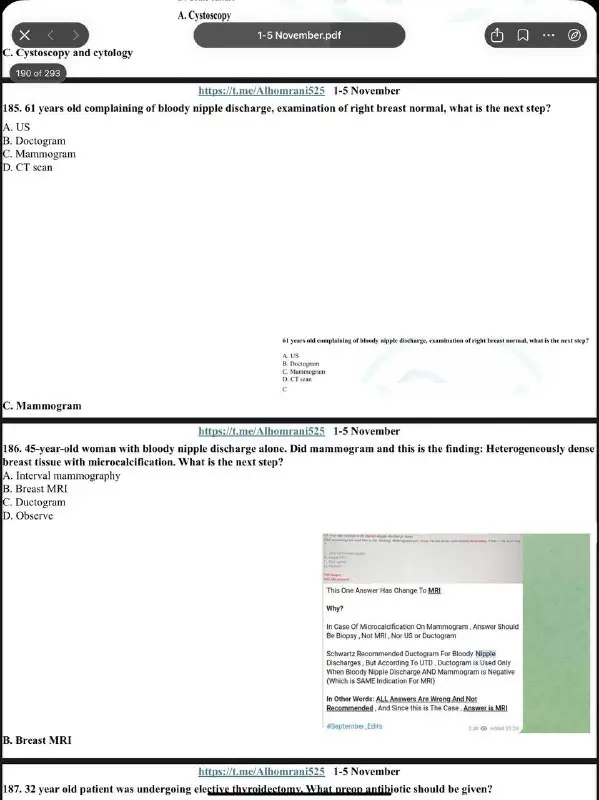 A. Cystoscopy
1-5 November.pdf
C. Cystoscopy and cytology
190 of 293
https://t.me/Alhomrani525 1-5 November
185. 61 years old complaining of bloody nipple discharge, examination of right breast normal, what is the next step?
A. US
B. Doctogram
C. Mammogram
D. CT scan
61 years old complaining of bloody nipple discharge, examination of right breast normal, what is the next step?
A. US
B. Doctogram
C. Mammogram
D. CT scan
C
C. Mammogram
https://t.me/Alhomrani525 1-5 November
186. 45-year-old woman with bloody nipple discharge alone. Did mammogram and this is the finding: Heterogeneously dense
breast tissue with microcalcification. What is the next step?
A. Interval mammography
B. Breast MRI
C. Ductogram
D. Observe
This One Answer Has Change To MRI
Why?
In Case Of Microcalcification On Mammogram , Answer Should
Be Biopsy , Not MRI , Nor US or Ductogram
Schwartz Recommended Ductogram For Bloody Nipple
Discharges , But According To UTD , Ductogram is Used Only
When Bloody Nipple Discharge AND Mammogram is Negative
(Which is SAME Indication For MRI)
In Other Words: ALL Answers Are Wrong And Not
Recommended , And Since this is The Case , Answer is MRI
#September_Edits
B. Breast MRI
https://t.me/Alhomrani525 1-5 November
187. 32 year old patient was undergoing elective thyroidectomy. What preop antibiotic should be given?